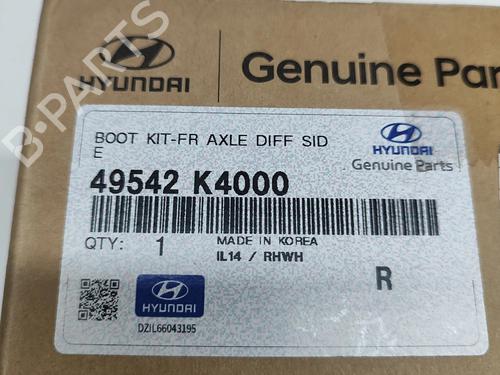 HYUNDAI
Genuine Par
B-PARTS
BOOT KIT-FR AXLE DIFF SID
E
HYUNDAI
Genuine Parts
49542 K4000
QTY: 1
MADE IN KOREA
IL14 / RHWH
R
HYUNDAI
DZIL66043195